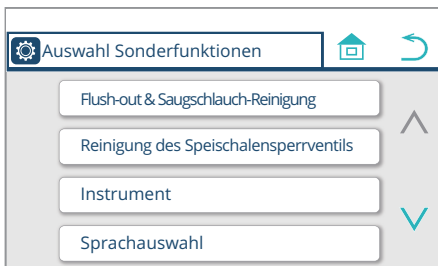 Auswahl Sonderfunktionen
Flush-out & Saugschlauch-Reinigung
Reinigung des Speischalensperrventils
Instrument
Sprachauswahl